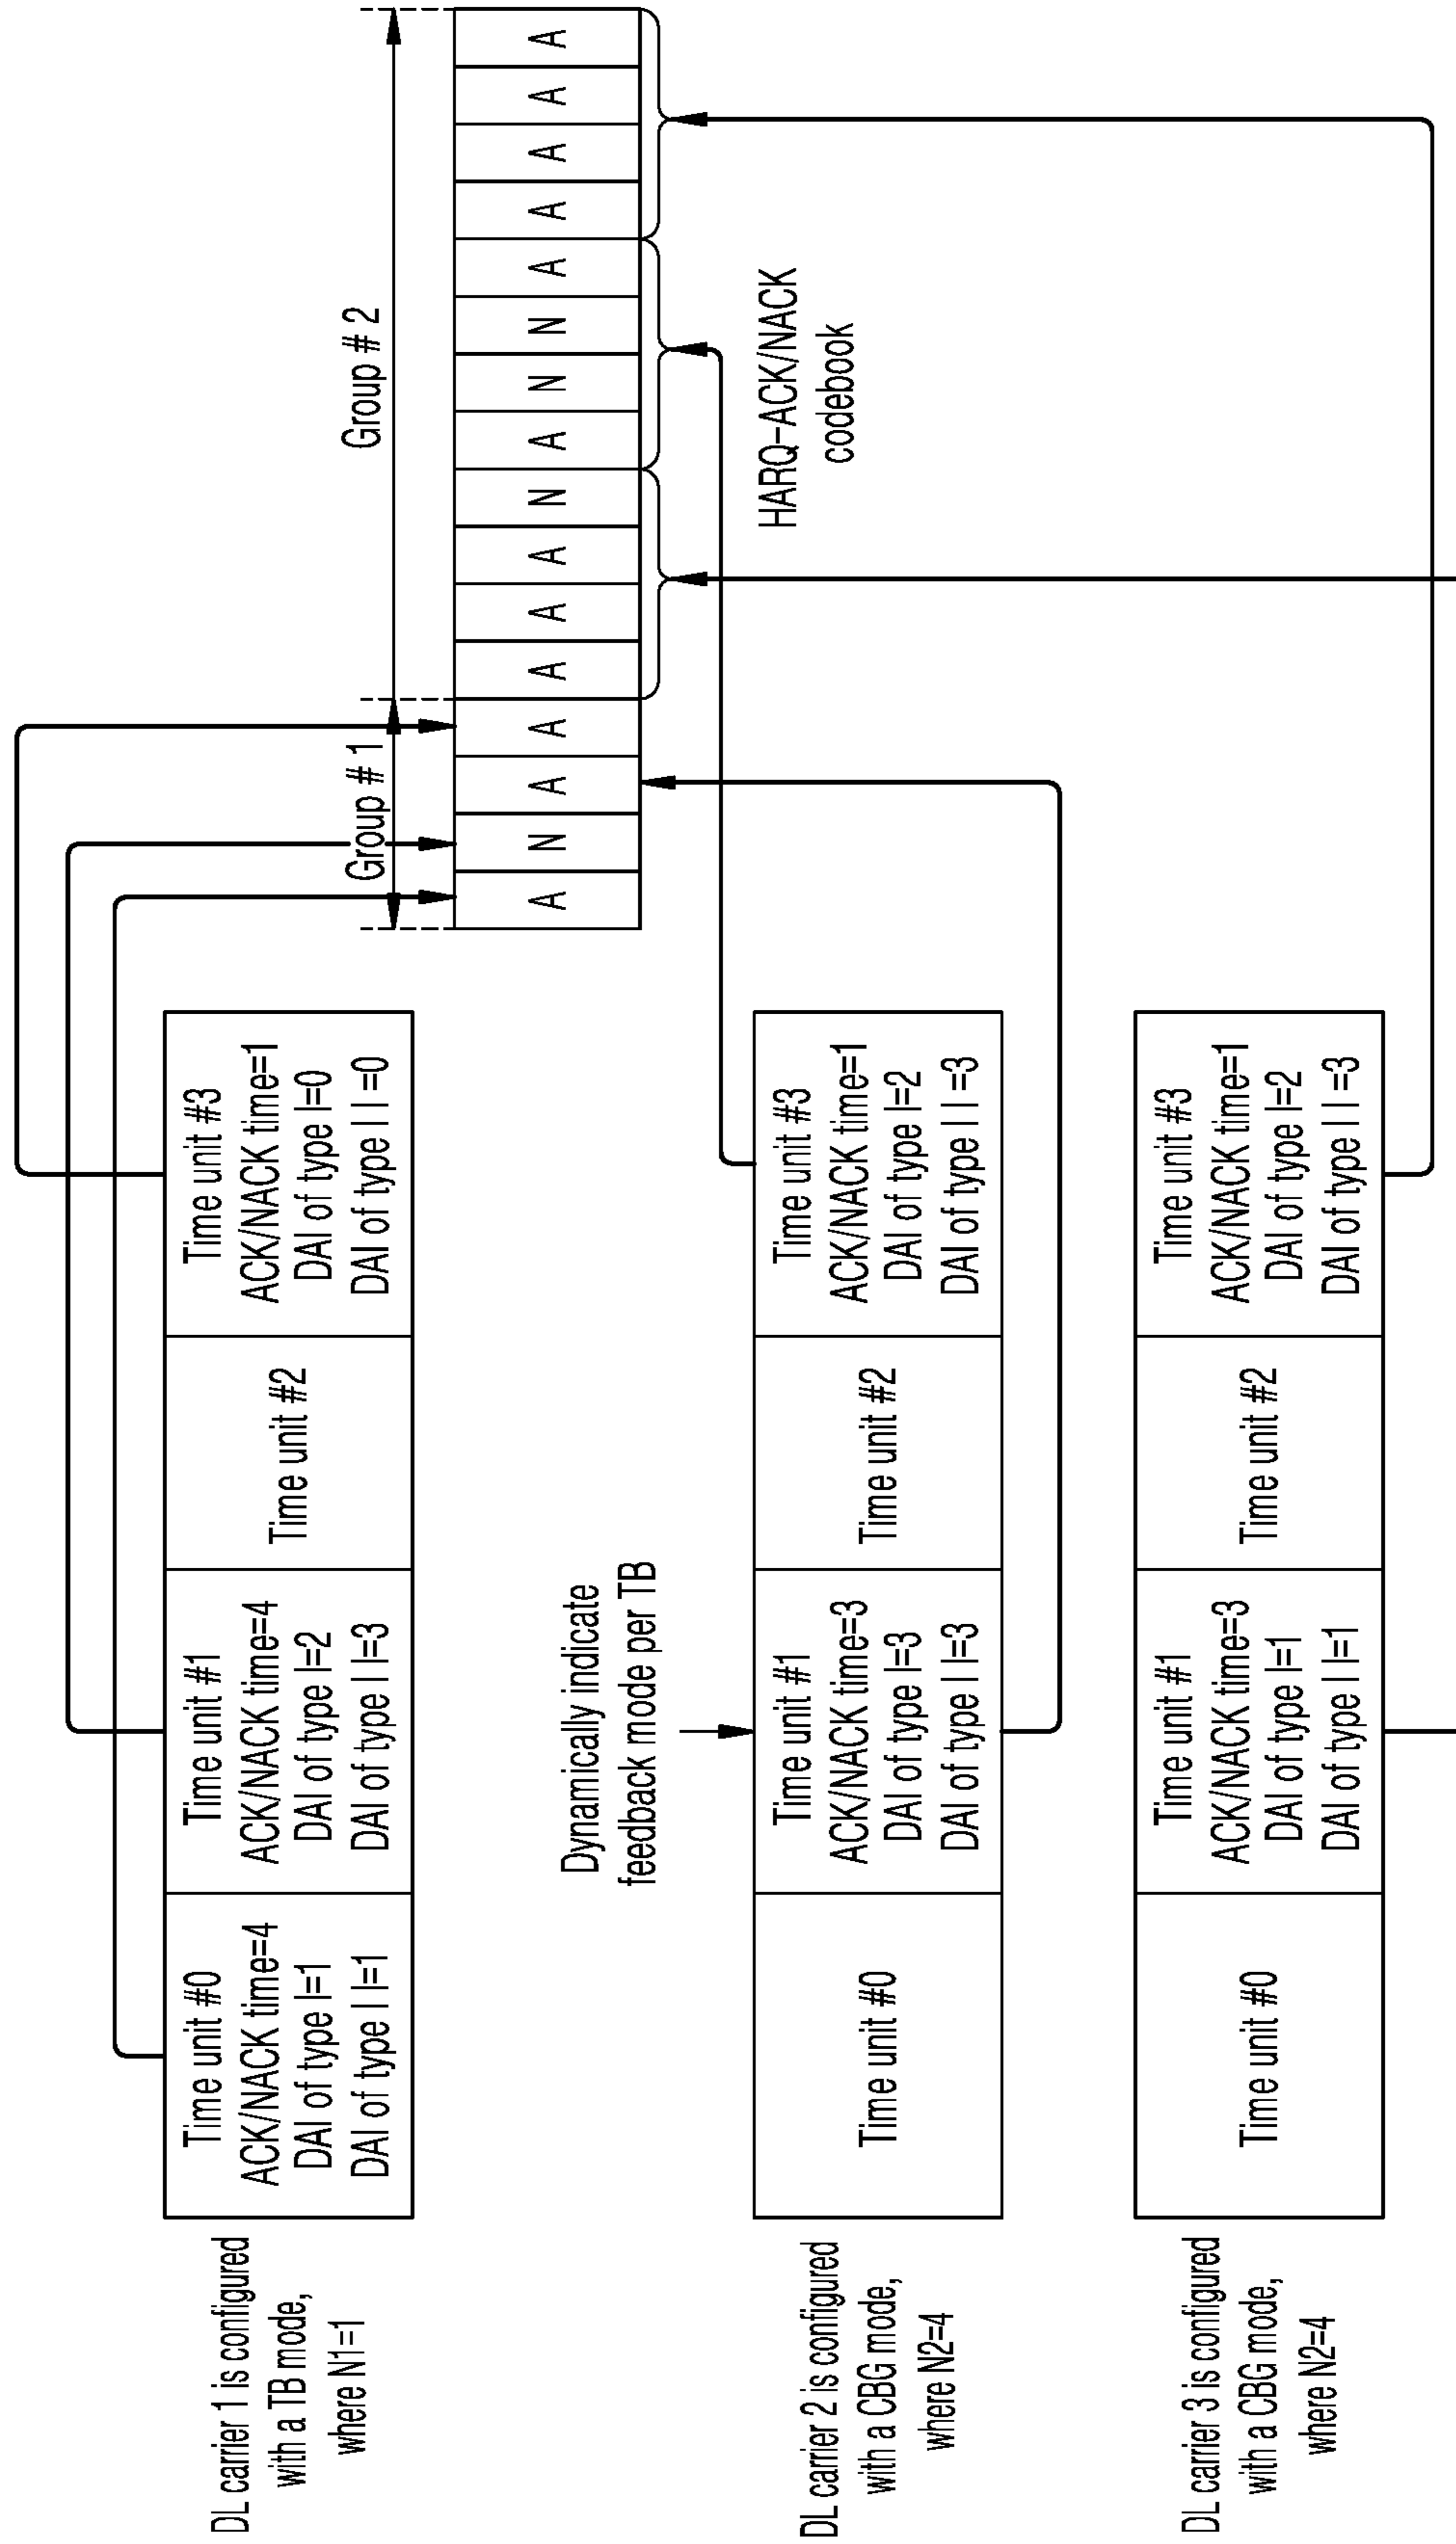 Group # 1
Group # 2
A
N
A
A
A
A
A
N
A
N
N
A
A
A
A
A
HARQ-ACK/NACK
codebook
DL carrier 1 is configured
with a TB mode,
where N1=1
Time unit #0
ACK/NACK time=4
DAI of type I=1
DAI of type I I=1
Time unit #1
ACK/NACK time=4
DAI of type I=2
DAI of type I I=3
Time unit #2
Time unit #3
ACK/NACK time=1
DAI of type I=0
DAI of type I I =0
Dynamically indicate
feedback mode per TB
DL carrier 2 is configured
with a CBG mode,
where N2=4
Time unit #0
Time unit #1
ACK/NACK time=3
DAI of type I=3
DAI of type I I=3
Time unit #2
Time unit #3
ACK/NACK time=1
DAI of type I=2
DAI of type I I =3
DL carrier 3 is configured
with a CBG mode,
where N2=4
Time unit #0
Time unit #1
ACK/NACK time=3
DAI of type I=1
DAI of type I I=1
Time unit #2
Time unit #3
ACK/NACK time=1
DAI of type I=2
DAI of type I I =3